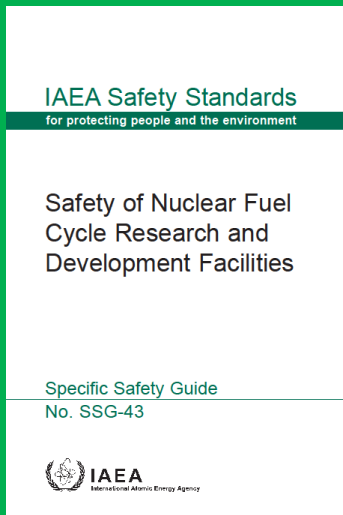 IAEA Safety Standards
for protecting people and the environment
Safety of Nuclear Fuel
Cycle Research and
Development Facilities
Specific Safety Guide
No. SSG-43
IAEA
International Atomic Energy Agency